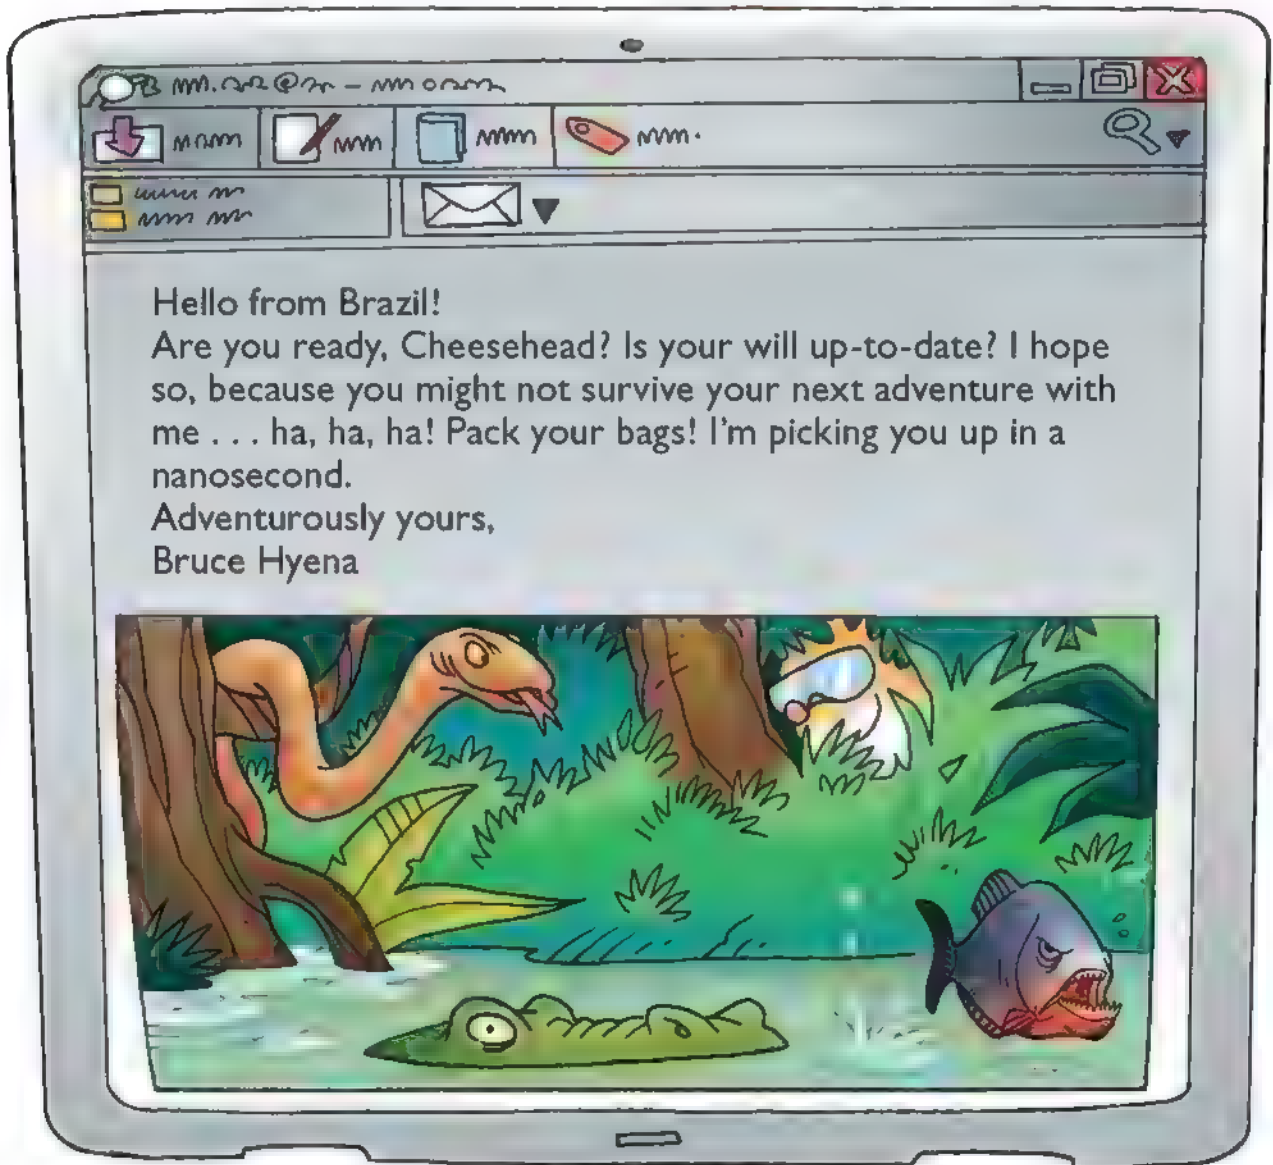 Hello from Brazil!
Are you ready, Cheesehead? Is your will up-to-date? I hope
so, because you might not survive your next adventure with
me . . . ha, ha, ha! Pack your bags! I'm picking you up in a
nanosecond.
Adventurously yours,
Bruce Hyena